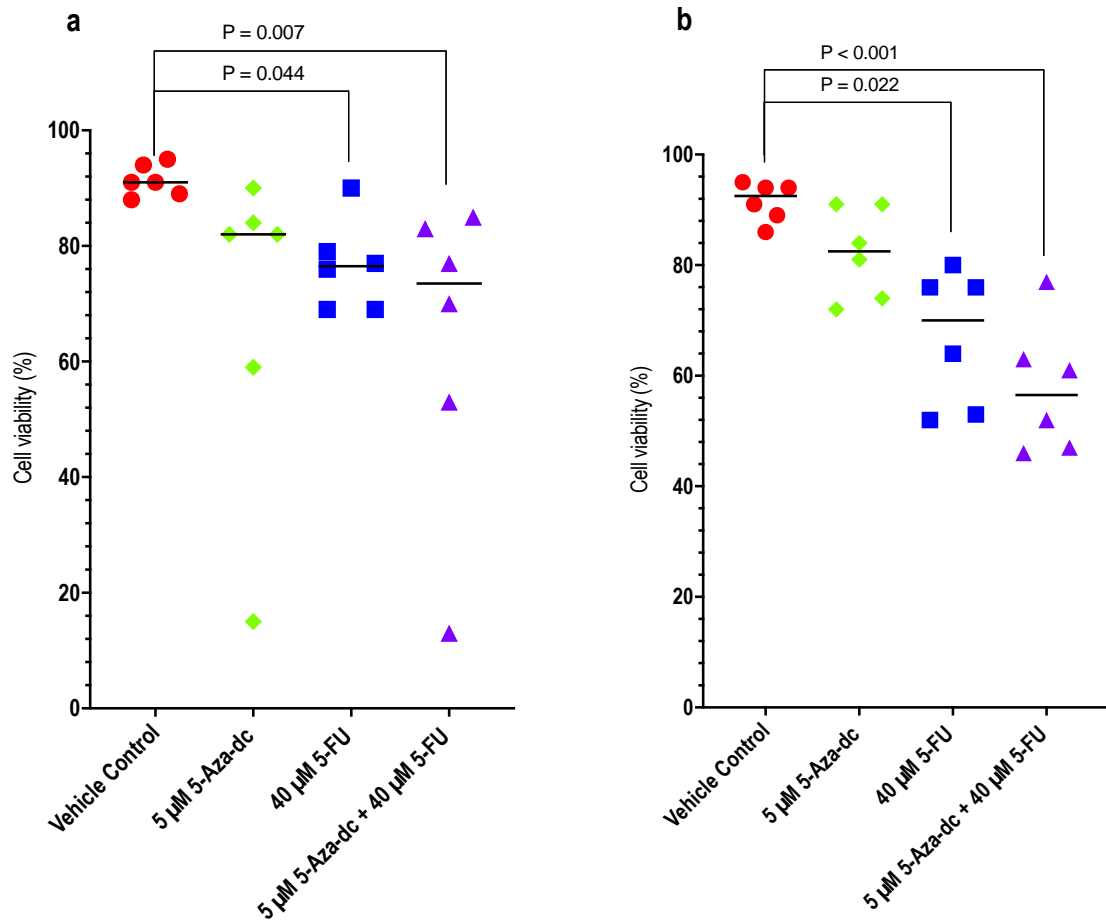 a
P = 0.007
P = 0.044
100
80
60
40
20
0
Cell viability (%)
Vehicle Control
5 µM 5-Aza-dc
40 µM 5-FU
5 µM 5-Aza-dc + 40 µM 5-FU
b
P < 0.001
P = 0.022
100
80
60
40
20
0
Cell viability (%)
Vehicle Control
5 µM 5-Aza-dc
40 µM 5-FU
5 µM 5-Aza-dc + 40 µM 5-FU